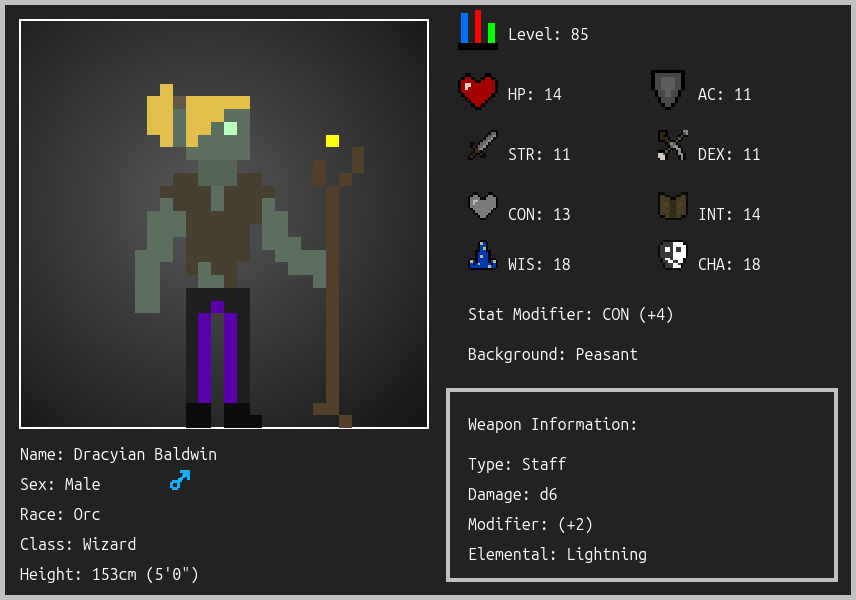 Level: 85
HP: 14
AC: 11
STR: 11
DEX: 11
CON: 13
INT: 14
WIS: 18
CHA: 18
Stat Modifier: CON (+4)
Background: Peasant
Weapon Information:
Type: Staff
Damage: d6
Modifier: (+2)
Elemental: Lightning
Name: Dracyian Baldwin
Sex: Male
Race: Orc
Class: Wizard
Height: 153cm (5'0")